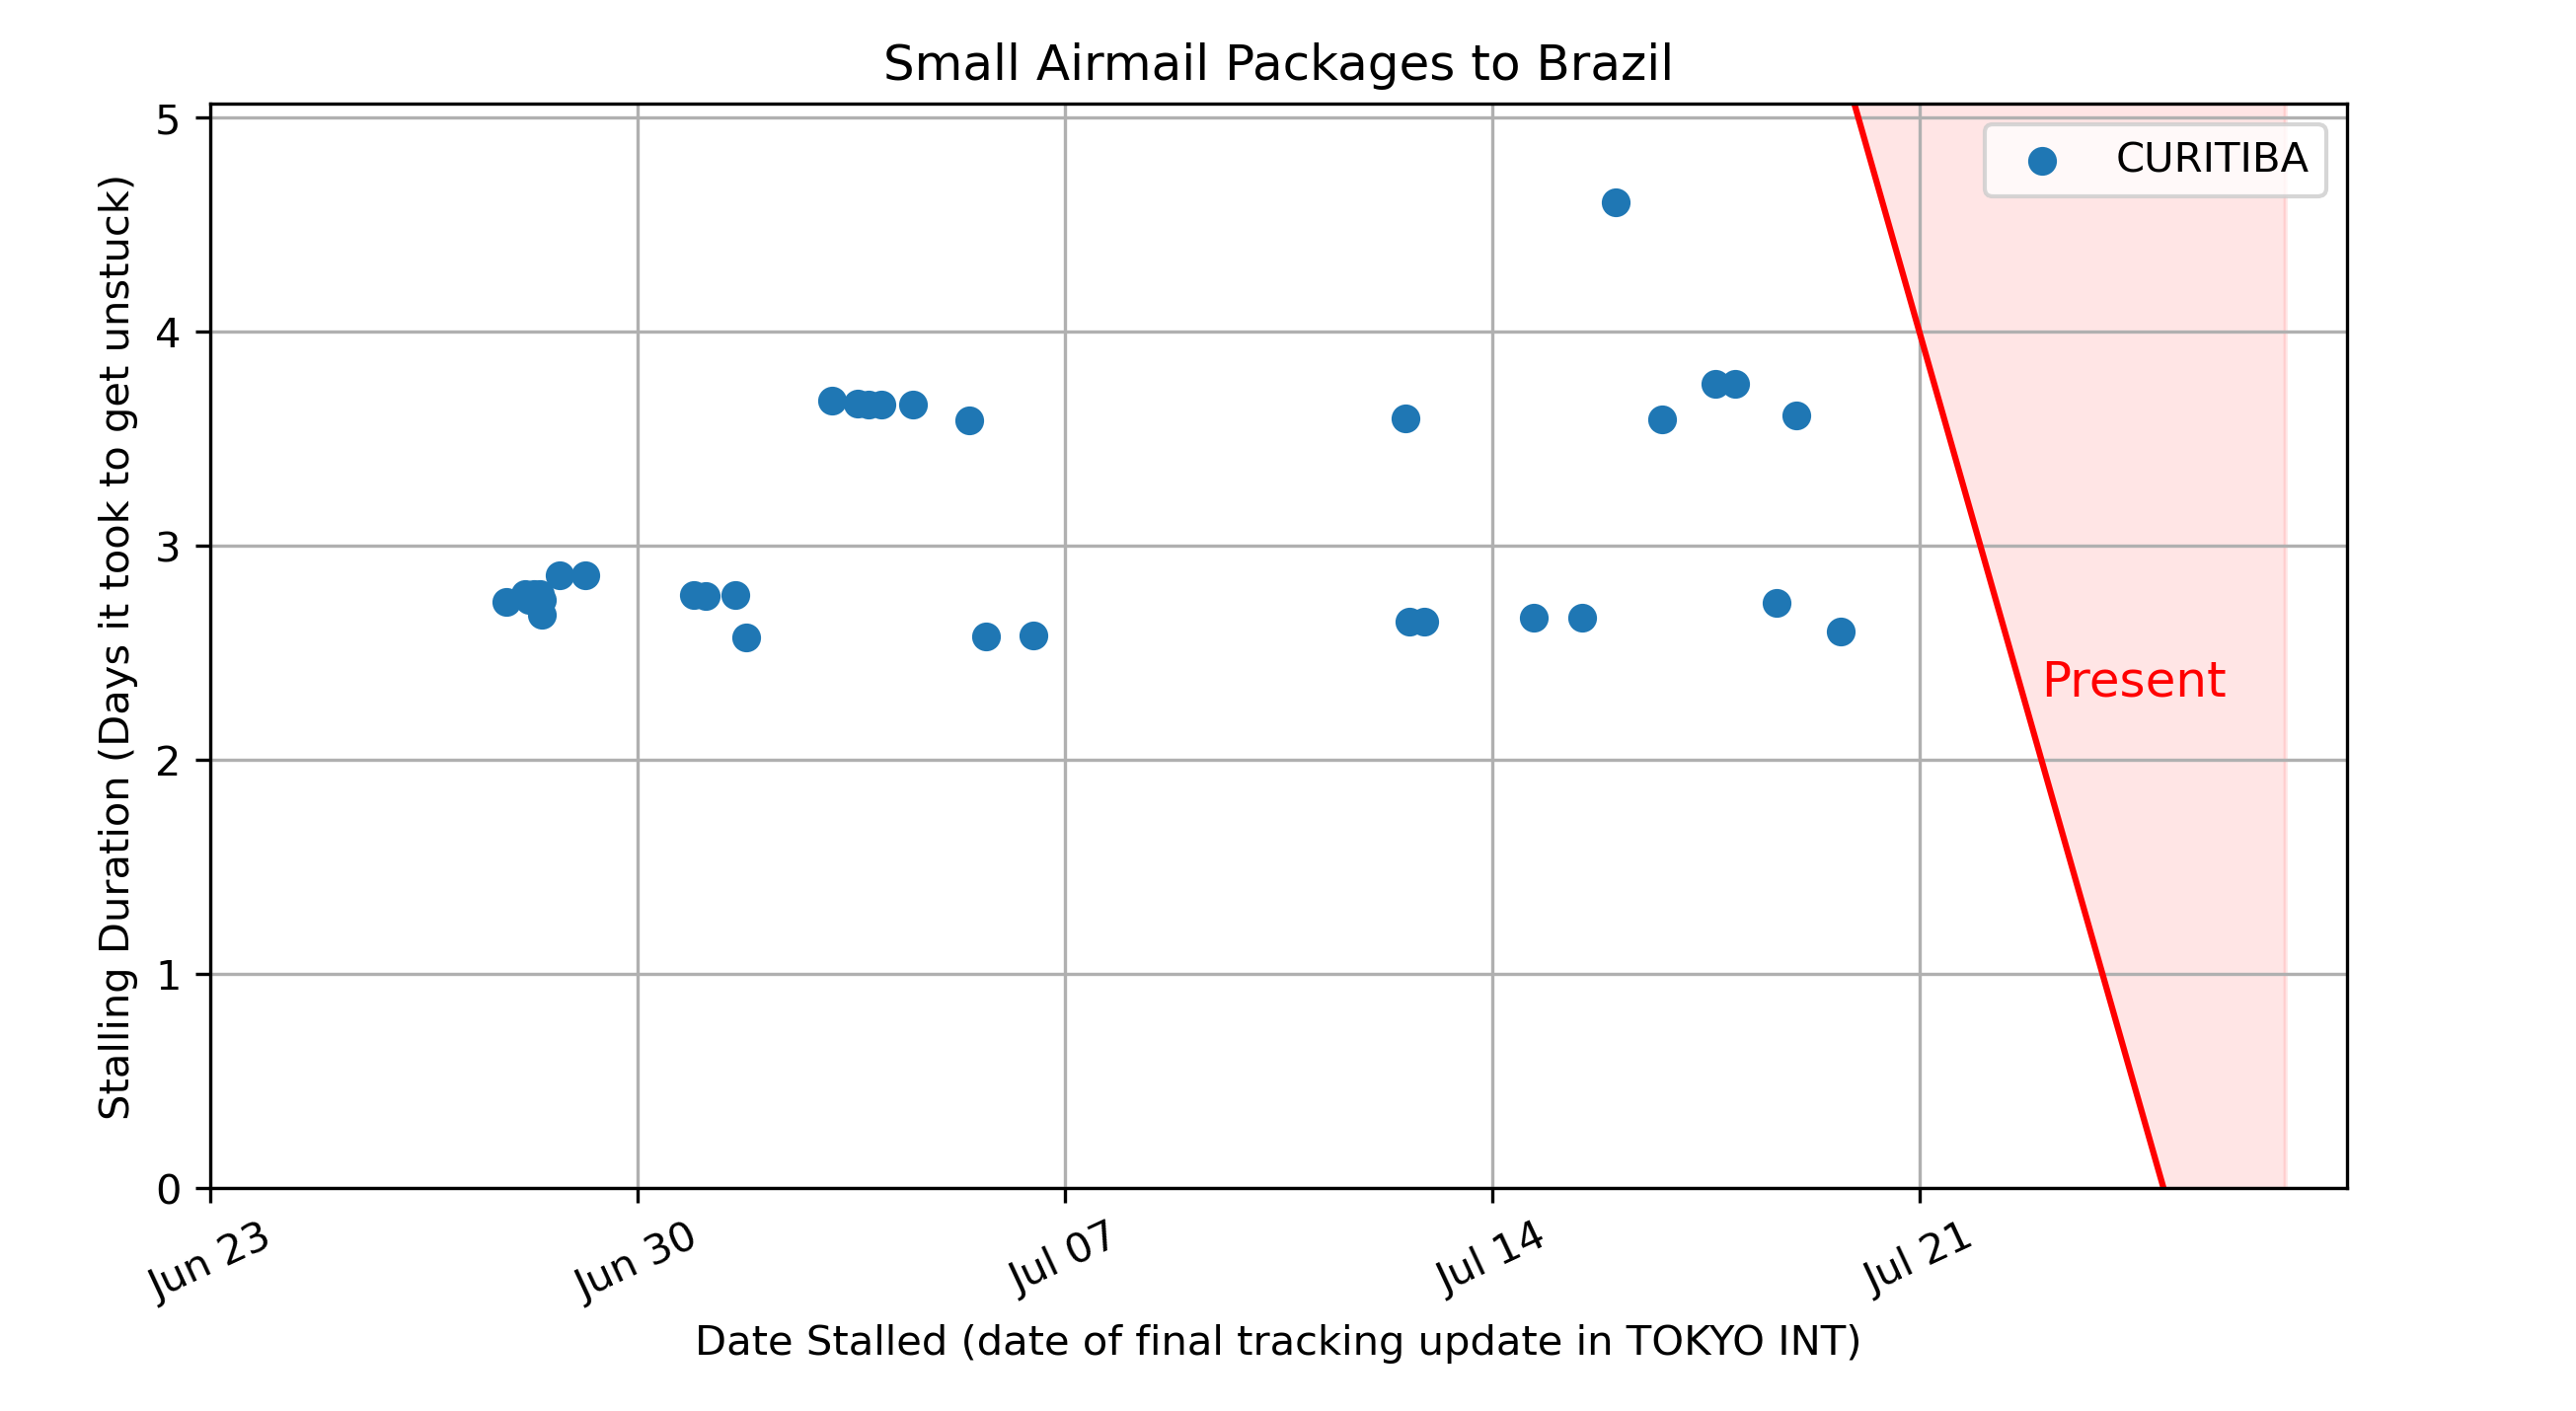 Small Airmail Packages to Brazil
5
4
3
2
1
0
Stalling Duration (Days it took to get unstuck)
CURITIBA
Present
Jun 23
Jun 30
Jul 07
Jul 14
Jul 21
Date Stalled (date of final tracking update in TOKYO INT)